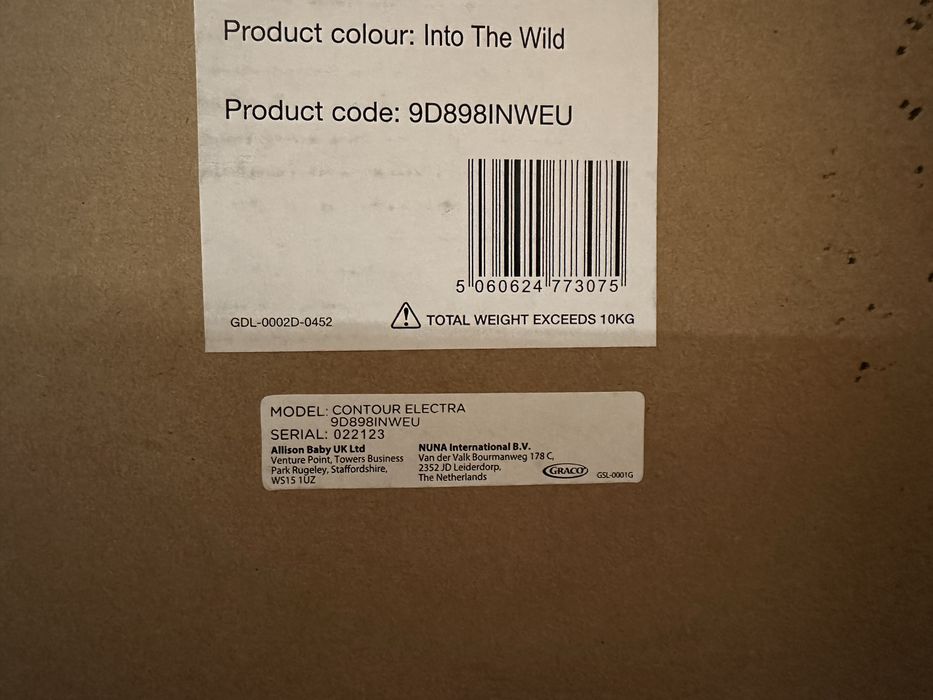 Product colour: Into The Wild
Product code: 9D898INWEU
5 060624 773075
GDL-0002D-0452
TOTAL WEIGHT EXCEEDS 10KG
MODEL: CONTOUR ELECTRA
9D898INWEU
SERIAL: 022123
Allison Baby UK Ltd
Venture Point, Towers Business
Park Rugeley, Staffordshire,
WS15 1UZ
NUNA International B.V.
Van der Valk Bourmanweg 178 C,
2352 JD Leiderdorp,
The Netherlands
GRACO
GSL-0001G